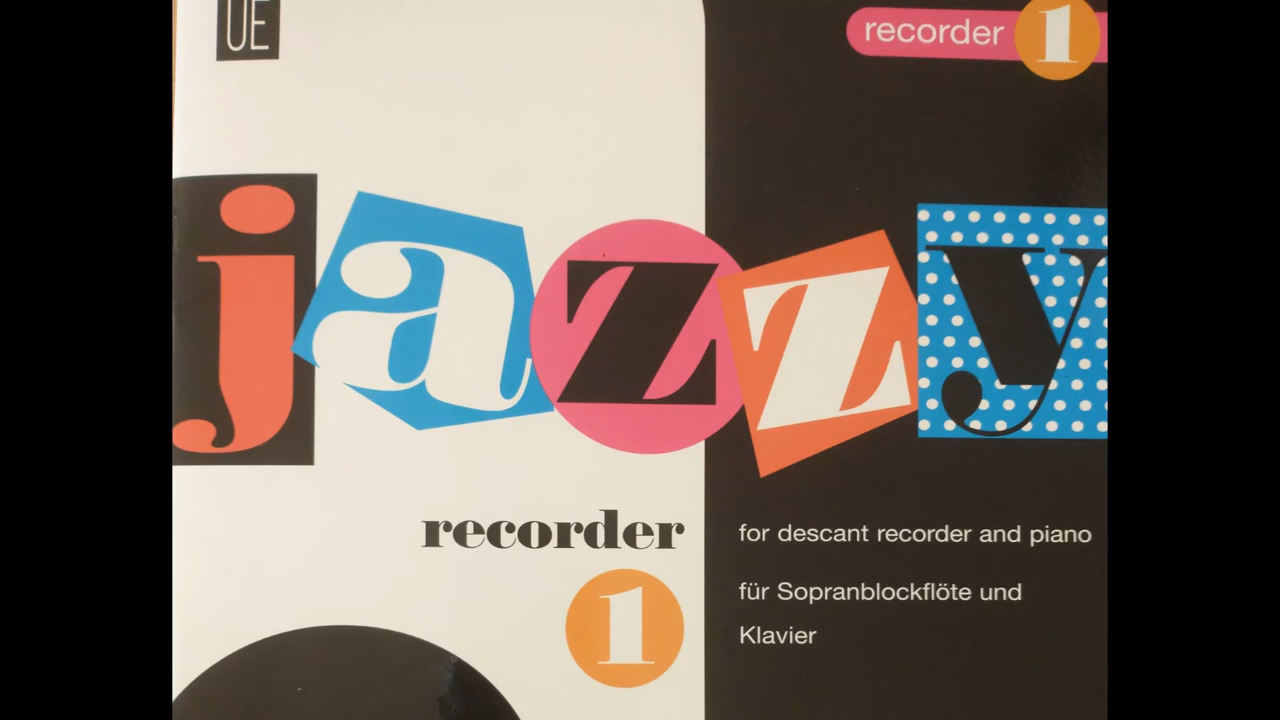 UE
recorder 1
jazzy
recorder
1
for descant recorder and piano
für Sopranblockflöte und
Klavier